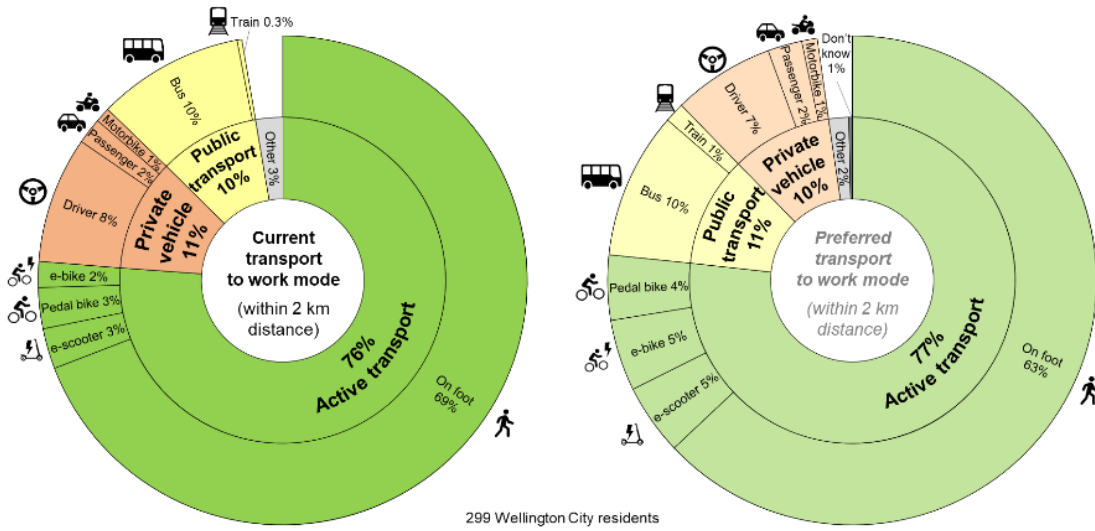 Train 0.3%
Bus 10%
Public
transport
10%
Other 3%
Motorbike 1%
Passenger 2%
Driver 8%
Private
vehicle
11%
e-bike 2%
Pedal bike 3%
e-scooter 3%
Current
transport
to work mode
(within 2 km
distance)
76%
Active transport
On foot
69%
Don't
know
1%
Motorbike 1%
Passenger 2%
Driver 7%
Private
vehicle
10%
Other 2%
Train 1%
Bus 10%
Public
transport
11%
Pedal bike 4%
e-bike 5%
e-scooter 5%
Preferred
transport
to work mode
(within 2 km
distance)
77%
Active transport
On foot
63%
299 Wellington City residents